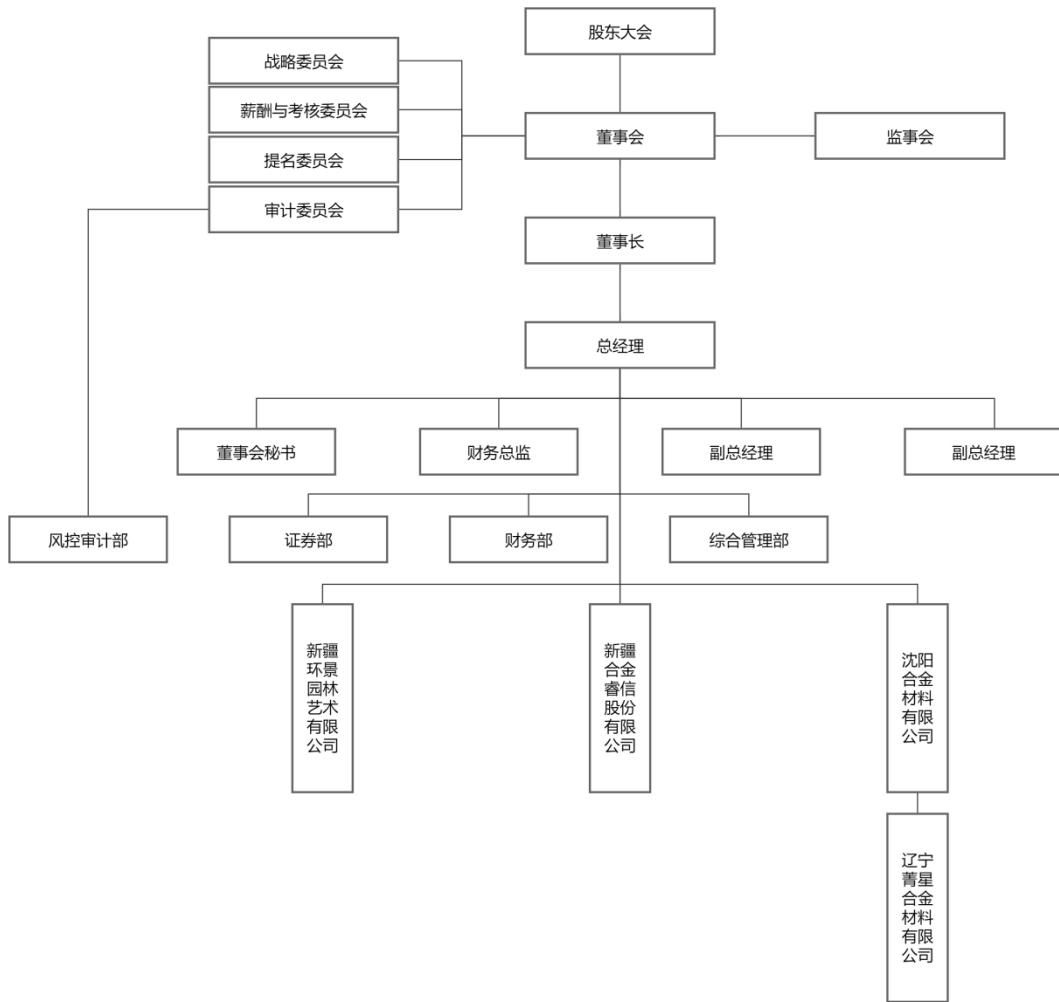 股东大会
战略委员会
薪酬与考核委员会
董事会
监事会
提名委员会
审计委员会
董事长
总经理
董事会秘书
财务总监
副总经理
副总经理
风控审计部
证券部
财务部
综合管理部
新疆
环景
园林
艺术
有限
公司
新疆
合金
睿信
股份
有限
公司
沈阳
合金
材料
有限
公司
辽宁
菁星
合金
材料
有限
公司